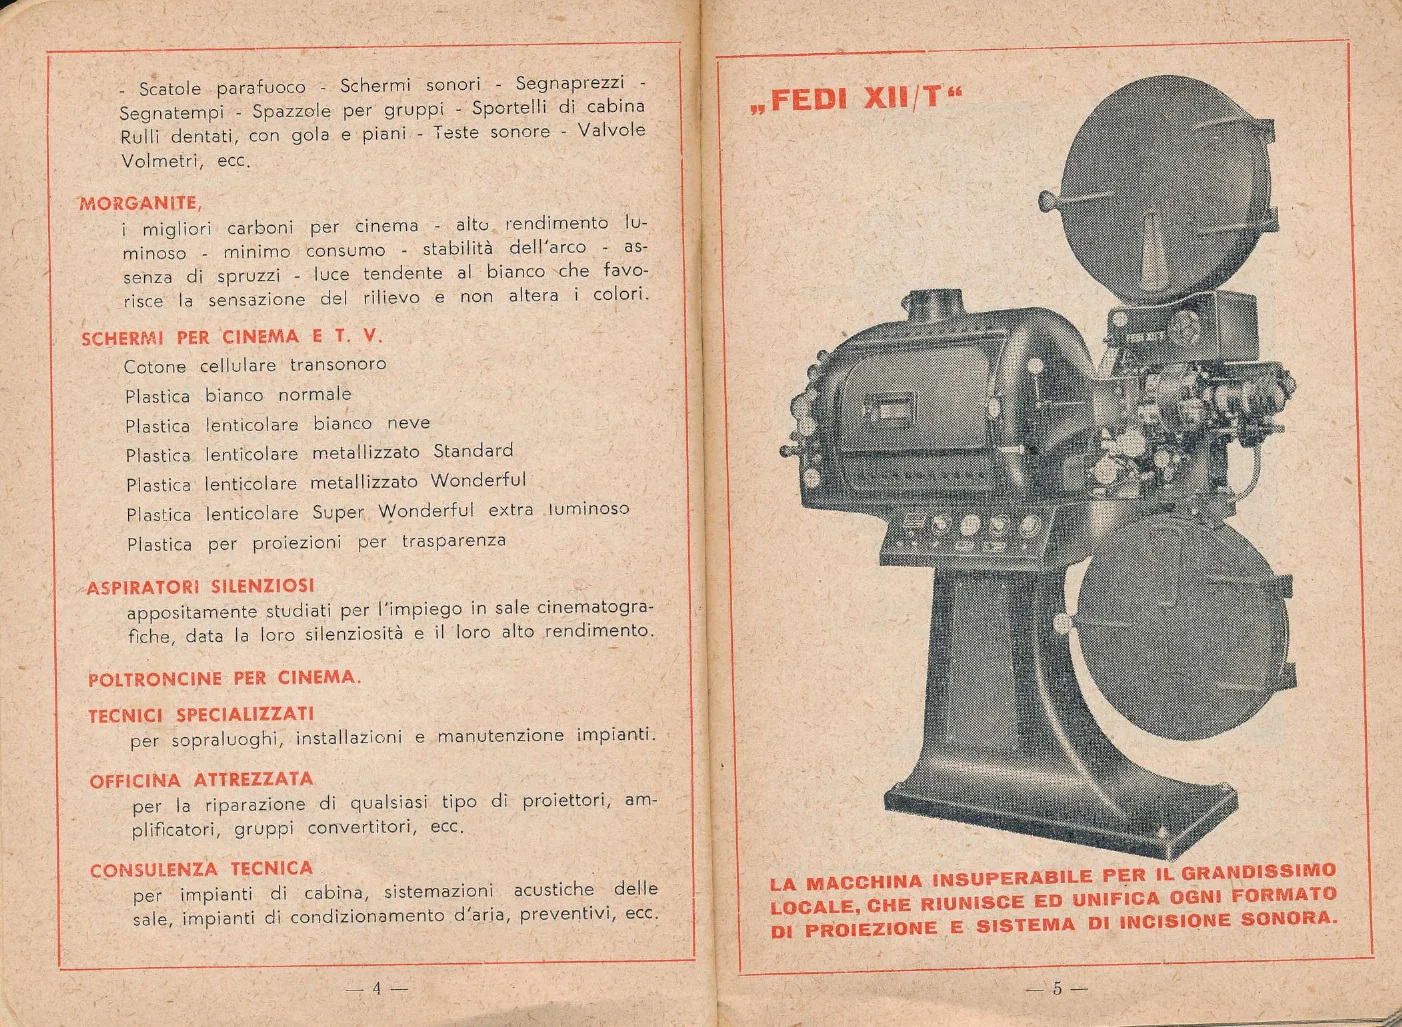 - Scatole parafuoco - Schermi sonori - Segnaprezzi -
Segnatempi - Spazzole per gruppi - Sportelli di cabina
Rulli dentati, con gola e piani - Teste sonore - Valvole
Volmetri, ecc.
MORGANITE,
i migliori carboni per cinema - alto rendimento lu-
minoso - minimo consumo - stabilità dell'arco - as-
senza di spruzzi - luce tendente al bianco che favo-
risce la sensazione del rilievo e non altera i colori.
SCHERMI PER CINEMA E T. V.
Cotone cellulare transonoro
Plastica bianco normale
Plastica lenticolare bianco neve
Plastica lenticolare metallizzato Standard
Plastica lenticolare metallizzato Wonderful
Plastica lenticolare Super Wonderful extra luminoso
Plastica per proiezioni per trasparenza
ASPIRATORI SILENZIOSI
appositamente studiati per l'impiego in sale cinematogra-
fiche, data la loro silenziosità e il loro alto rendimento.
POLTRONCINE PER CINEMA.
TECNICI SPECIALIZZATI
per sopraluoghi, installazioni e manutenzione impianti.
OFFICINA ATTREZZATA
per la riparazione di qualsiasi tipo di proiettori, am-
plificatori, gruppi convertitori, ecc.
CONSULENZA TECNICA
per impianti di cabina, sistemazioni acustiche delle
sale, impianti di condizionamento d'aria, preventivi, ecc.
— 4 —
„FEDI XII/T“
FEDI XII-T
LA MACCHINA INSUPERABILE PER IL GRANDISSIMO
LOCALE, CHE RIUNISCE ED UNIFICA OGNI FORMATO
DI PROIEZIONE E SISTEMA DI INCISIONE SONORA.
— 5 —